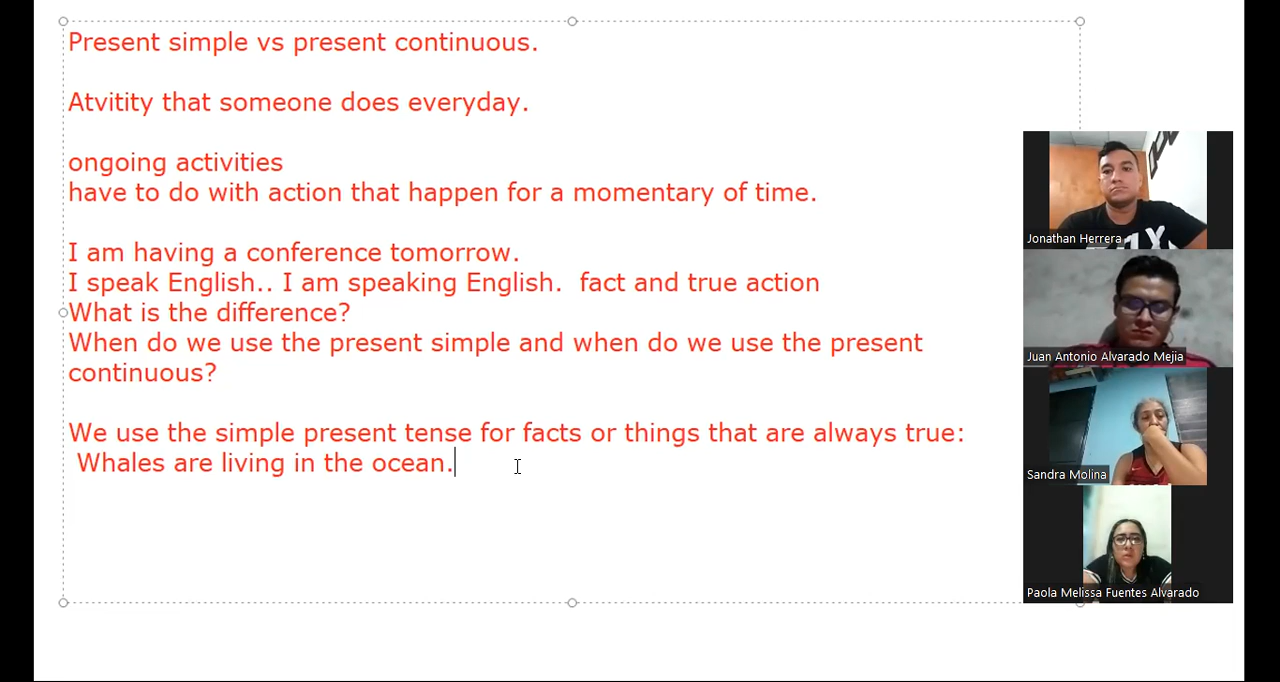 Present simple vs present continuous.
Atvitity that someone does everyday.
ongoing activities
have to do with action that happen for a momentary of time.
I am having a conference tomorrow.
I speak English.. I am speaking English.  fact and true action
What is the difference?
When do we use the present simple and when do we use the present
continuous?
We use the simple present tense for facts or things that are always true:
Whales are living in the ocean.
Jonathan Herrera
Juan Antonio Alvarado Mejia
Sandra Molina
Paola Melissa Fuentes Alvarado